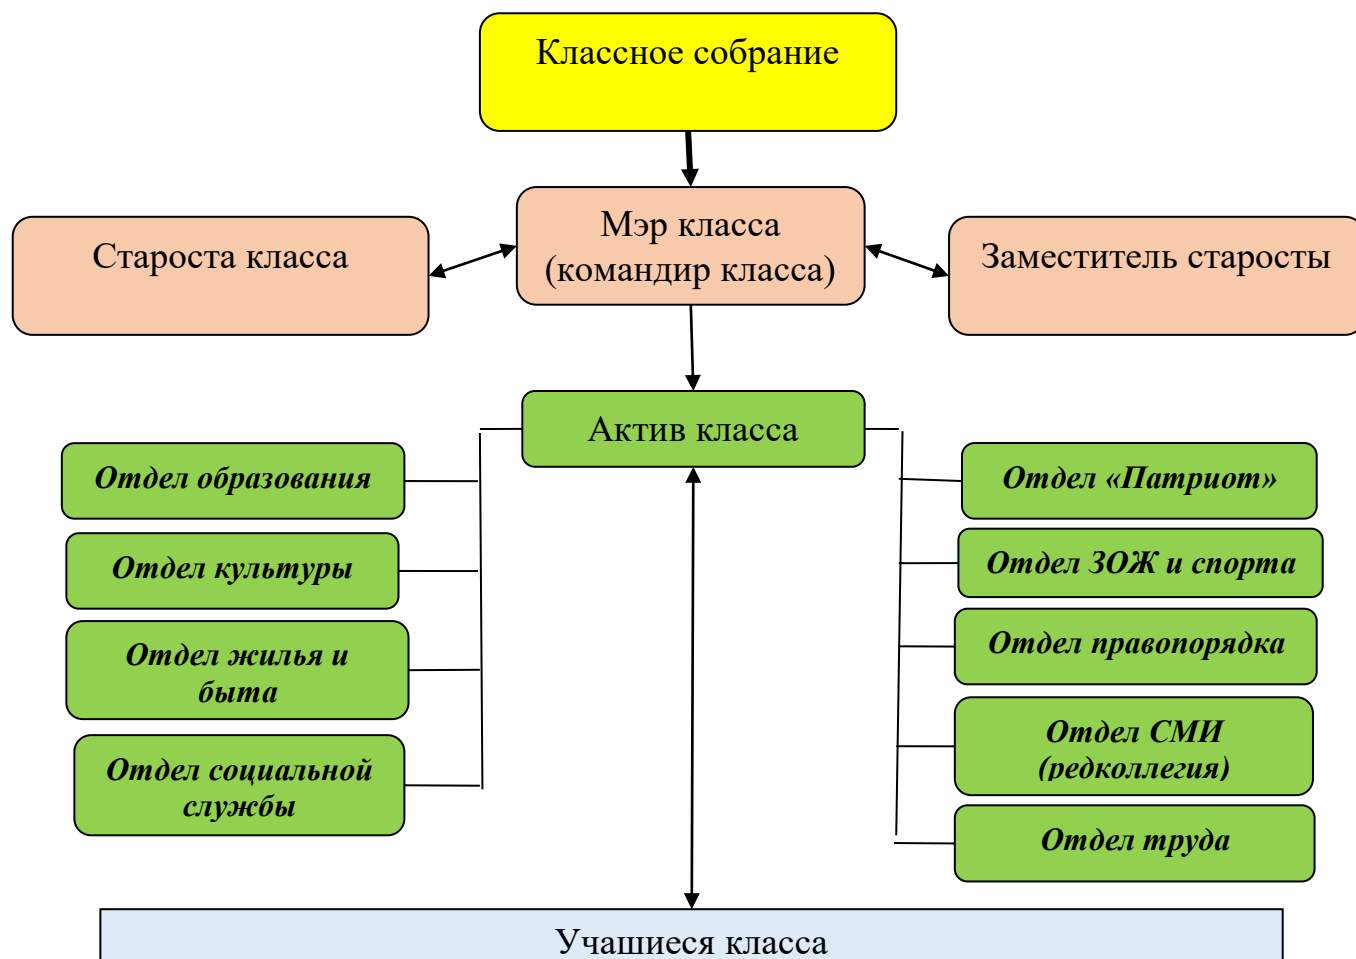 Классное собрание
Мэр класса
(командир класса)
Староста класса
Заместитель старосты
Актив класса
Отдел образования
Отдел культуры
Отдел жилья и
быта
Отдел социальной
службы
Отдел «Патриот»
Отдел ЗОЖ и спорта
Отдел правопорядка
Отдел СМИ
(редколлегия)
Отдел труда
Учащиеся класса